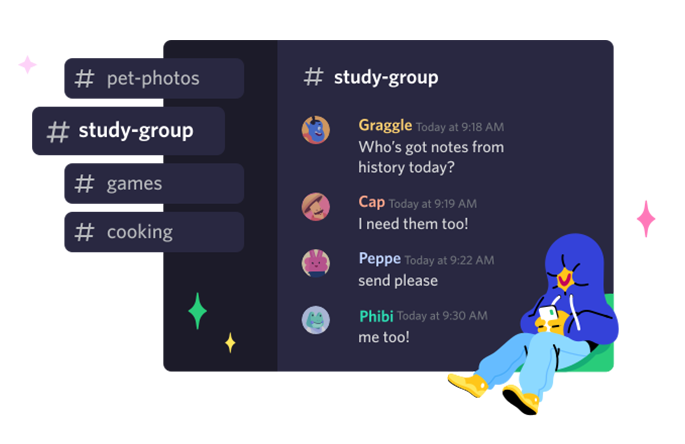 # pet-photos
# study-group
# games
# cooking
# study-group
Graggle Today at 9:18 AM
Who's got notes from
history today?
Cap Today at 9:19 AM
I need them too!
Peppe Today at 9:22 AM
send please
Phibi Today at 9:30 AM
me too!